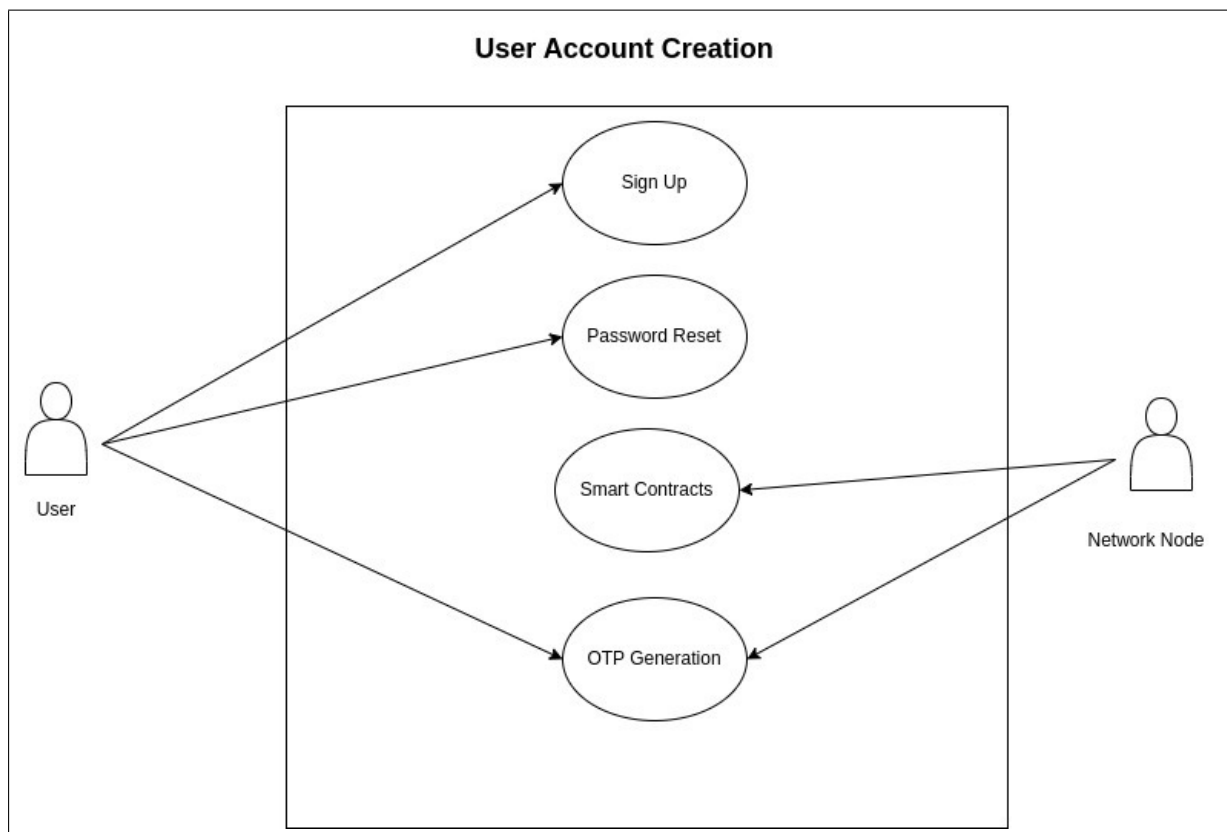 User Account Creation
Sign Up
Password Reset
User
Smart Contracts
Network Node
OTP Generation